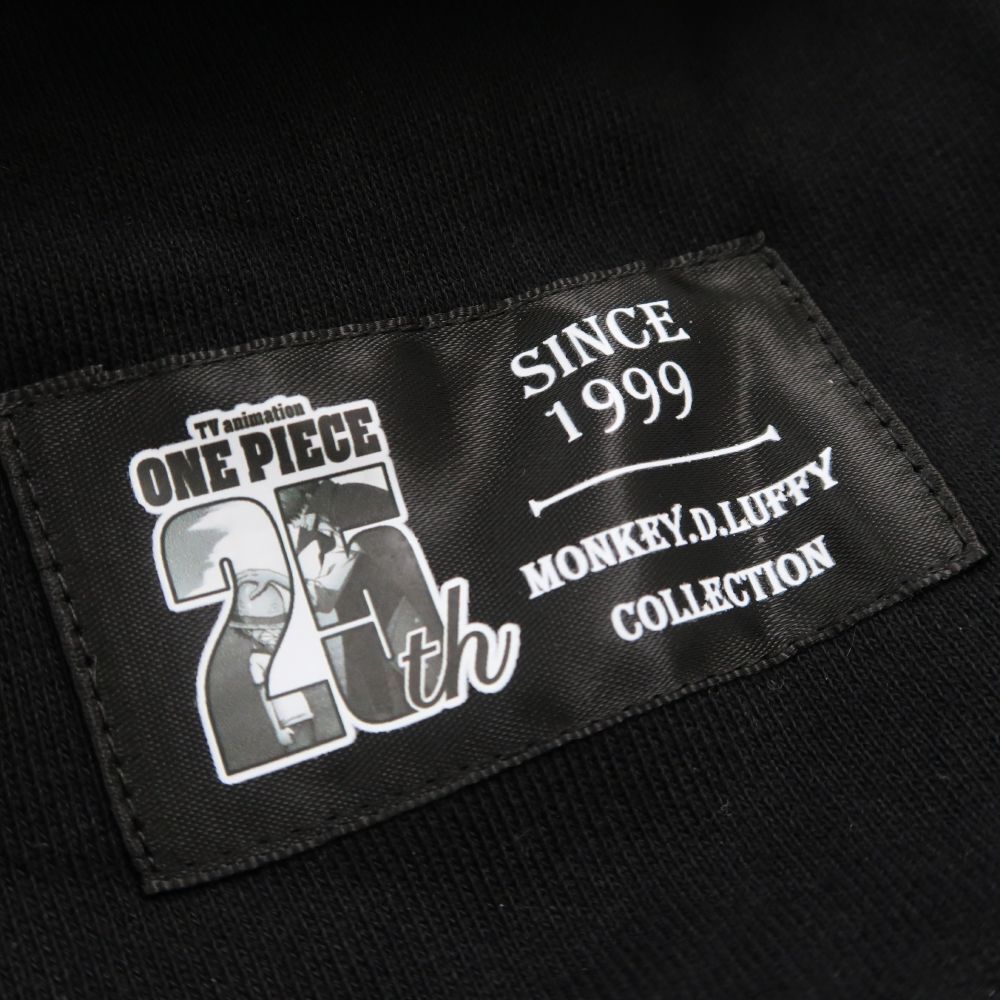 TV animation
ONE PIECE
25th
SINCE
1999
MONKEY.D.LUFFY
COLLECTION